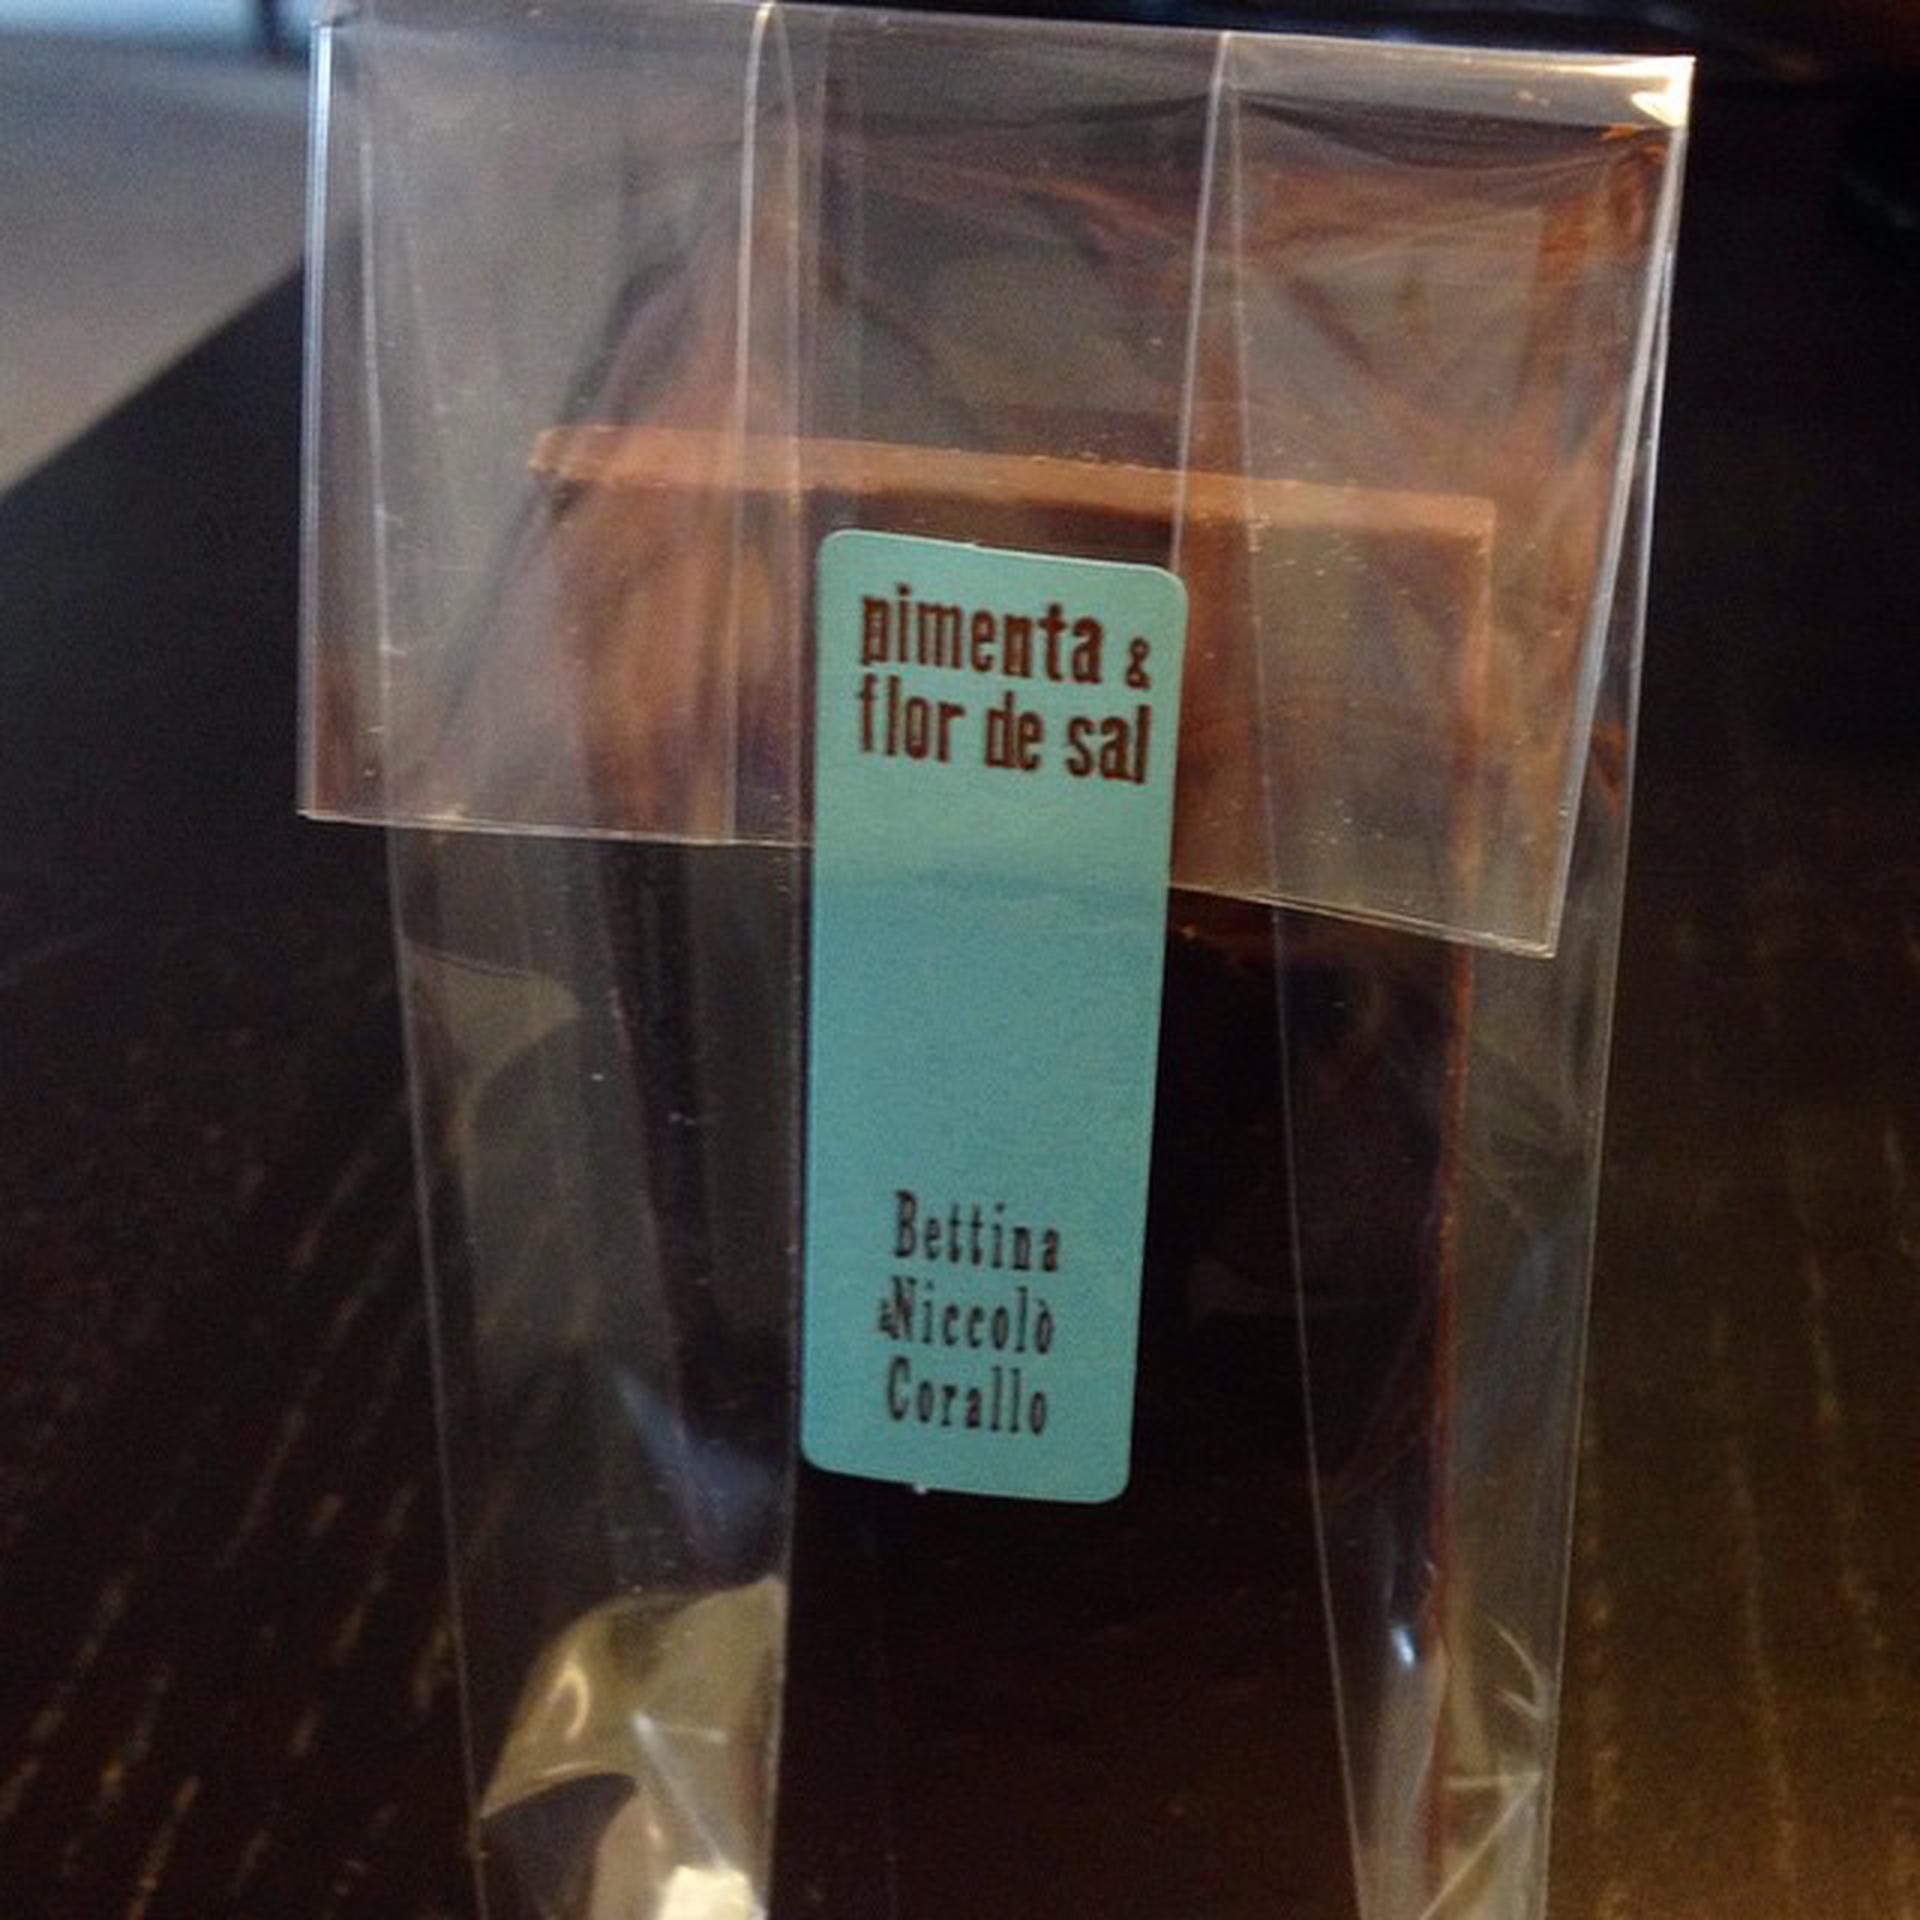 pimenta &
flor de sal
Bettina
&Niccolò
Corallo